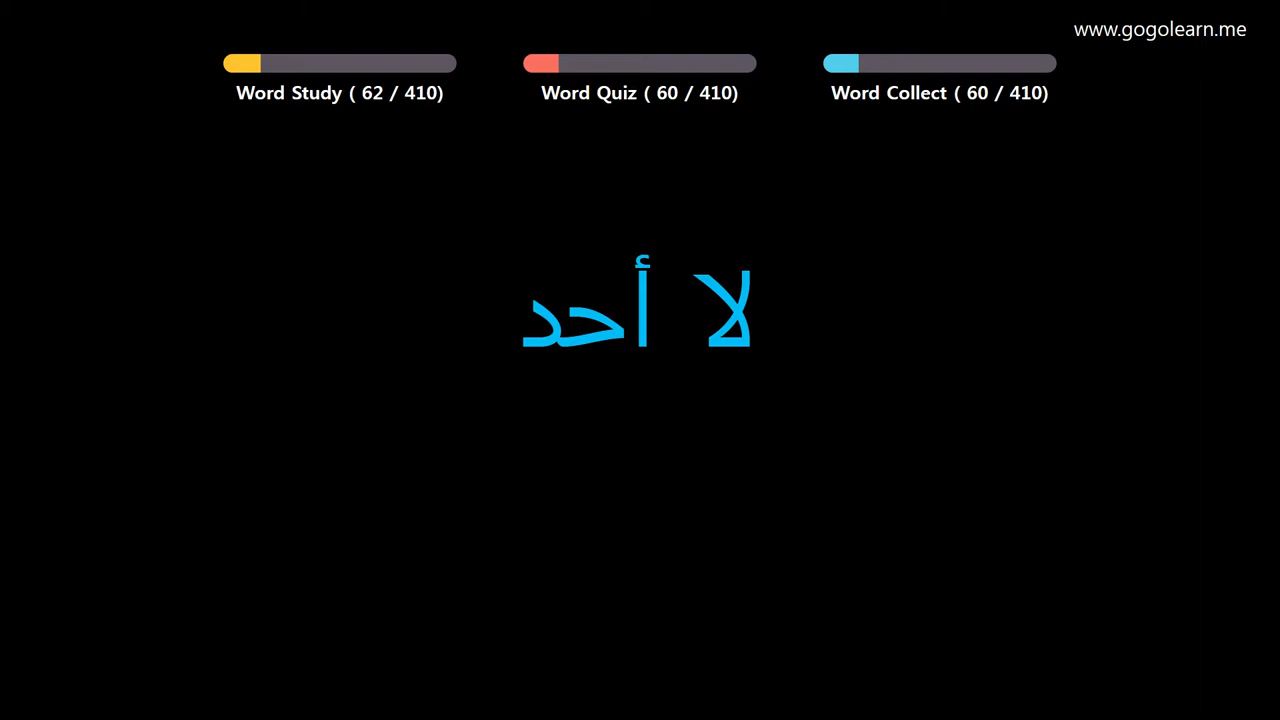 www.gogolearn.me
Word Study ( 62 / 410)
Word Quiz ( 60 / 410)
Word Collect ( 60 / 410)
لا أحد